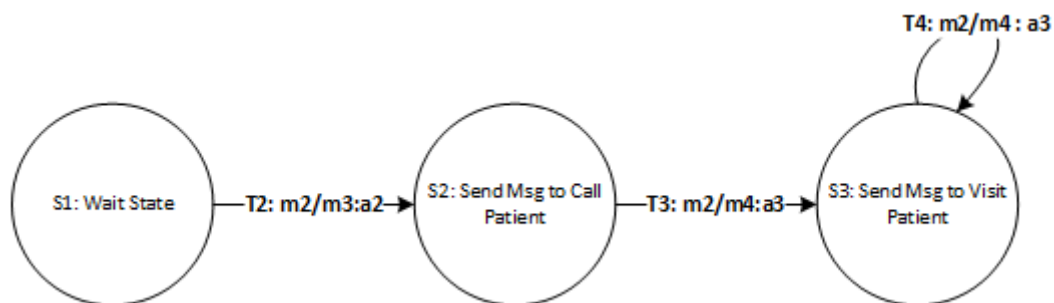 T4: m2/m4 : a3
S1: Wait State
T2: m2/m3:a2
S2: Send Msg to Call
Patient
T3: m2/m4:a3
S3: Send Msg to Visit
Patient